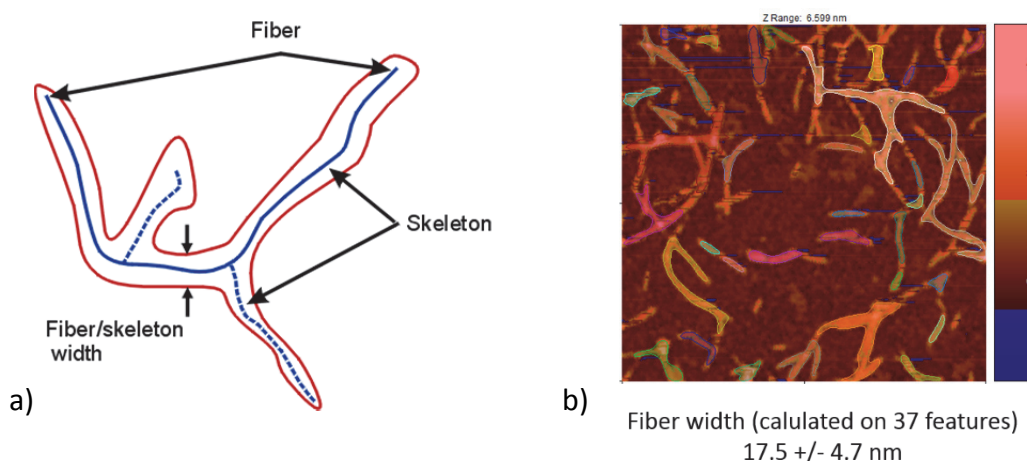 Fiber
Skeleton
Fiber/skeleton
width
a)
Z Range: 6.599 nm
b)
Fiber width (calulated on 37 features)
17.5 +/- 4.7 nm